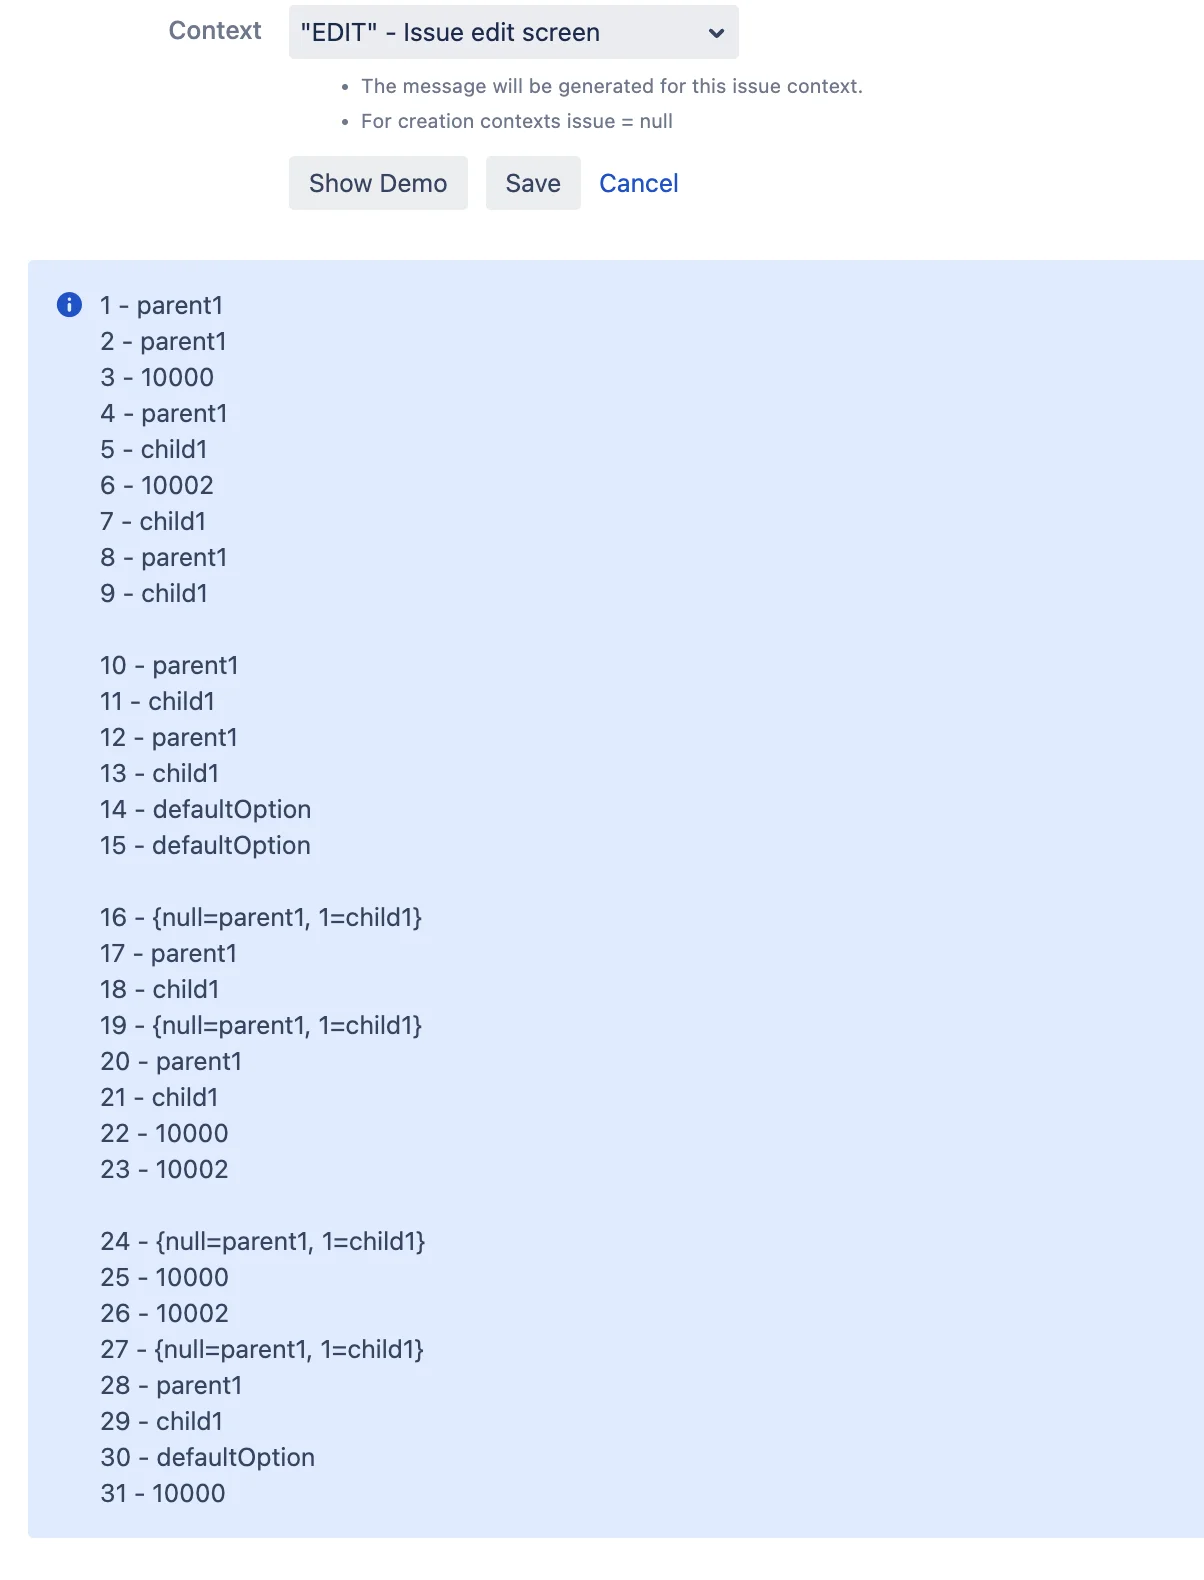 Context
"EDIT" - Issue edit screen
• The message will be generated for this issue context.
• For creation contexts issue = null
Show Demo Save Cancel
1 - parent1
2 - parent1
3 - 10000
4 - parent1
5 - child1
6 - 10002
7 - child1
8 - parent1
9 - child1
10 - parent1
11 - child1
12 - parent1
13 - child1
14 - defaultOption
15 - defaultOption
16 - {null=parent1, 1=child1}
17 - parent1
18 - child1
19 - {null=parent1, 1=child1}
20 - parent1
21 - child1
22 - 10000
23 - 10002
24 - {null=parent1, 1=child1}
25 - 10000
26 - 10002
27 - {null=parent1, 1=child1}
28 - parent1
29 - child1
30 - defaultOption
31 - 10000